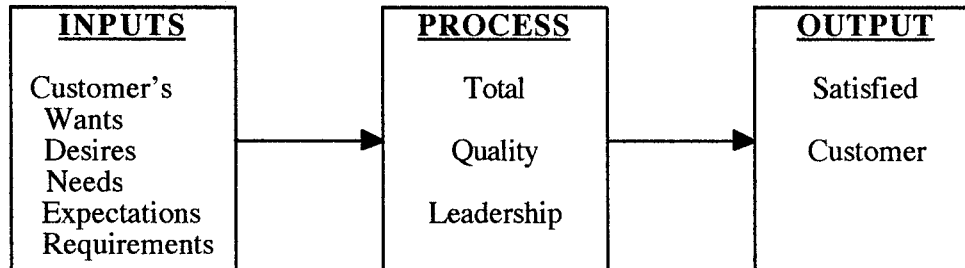 INPUTS
Customer's
Wants
Desires
Needs
Expectations
Requirements
PROCESS
Total
Quality
Leadership
OUTPUT
Satisfied
Customer